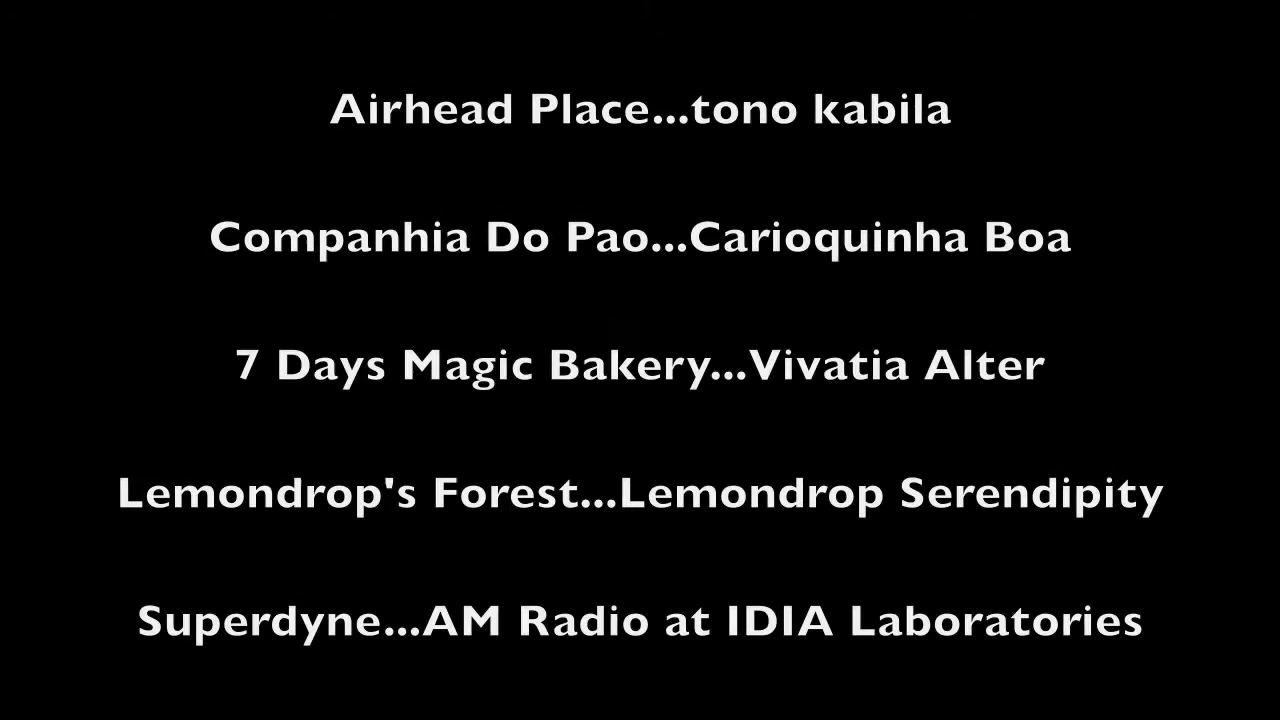 Airhead Place...tono kabila
Companhia Do Pao...Carioquinha Boa
7 Days Magic Bakery...Vivatia Alter
Lemondrop's Forest...Lemondrop Serendipity
Superdyne...AM Radio at IDIA Laboratories